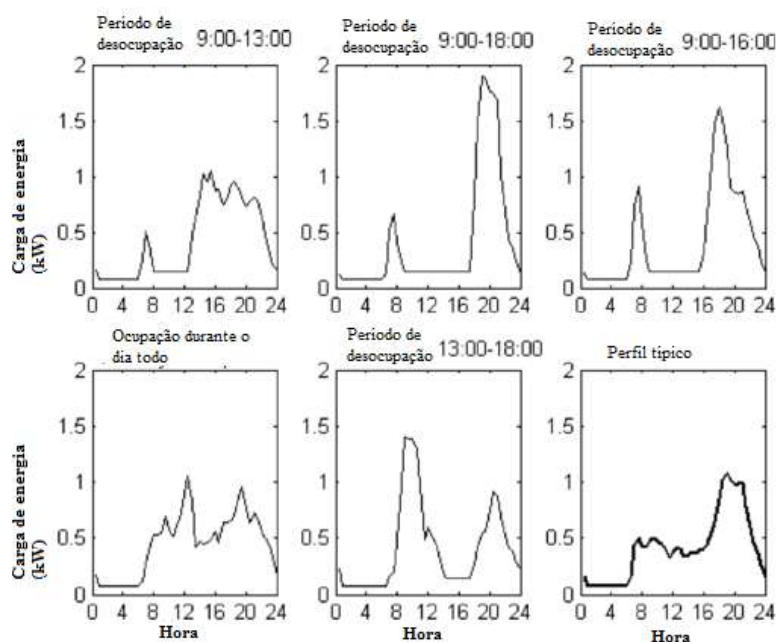 Periodo de
desocupação 9:00-13:00
Periodo de
desocupação 9:00-18:00
Periodo de
desocupação 9:00-16:00
Carga de energia
(kW)
2
1.5
1
0.5
0
0 4 8 12 16 20 24
2
1.5
1
0.5
0
0 4 8 12 16 20 24
2
1.5
1
0.5
0
0 4 8 12 16 20 24
Ocupação durante o
dia todo
Periodo de
desocupação 13:00-18:00
Perfil típico
Carga de energia
(kW)
2
1.5
1
0.5
0
0 4 8 12 16 20 24
Hora
2
1.5
1
0.5
0
0 4 8 12 16 20 24
Hora
2
1.5
1
0.5
0
0 4 8 12 16 20 24
Hora